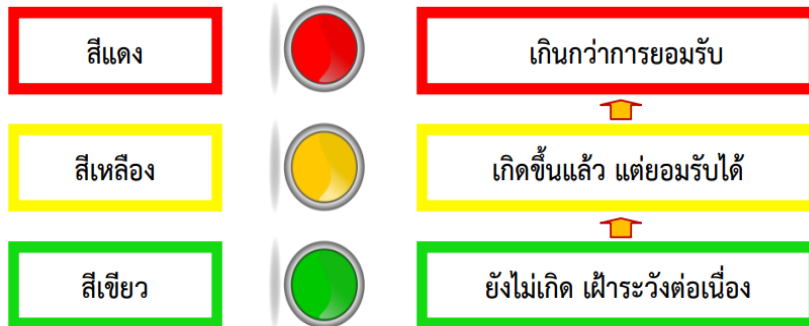 สีแดง
เกินกว่าการยอมรับ
สีเหลือง
เกิดขึ้นแล้ว แต่ยอมรับได้
สีเขียว
ยังไม่เกิด เฝ้าระวังต่อเนื่อง